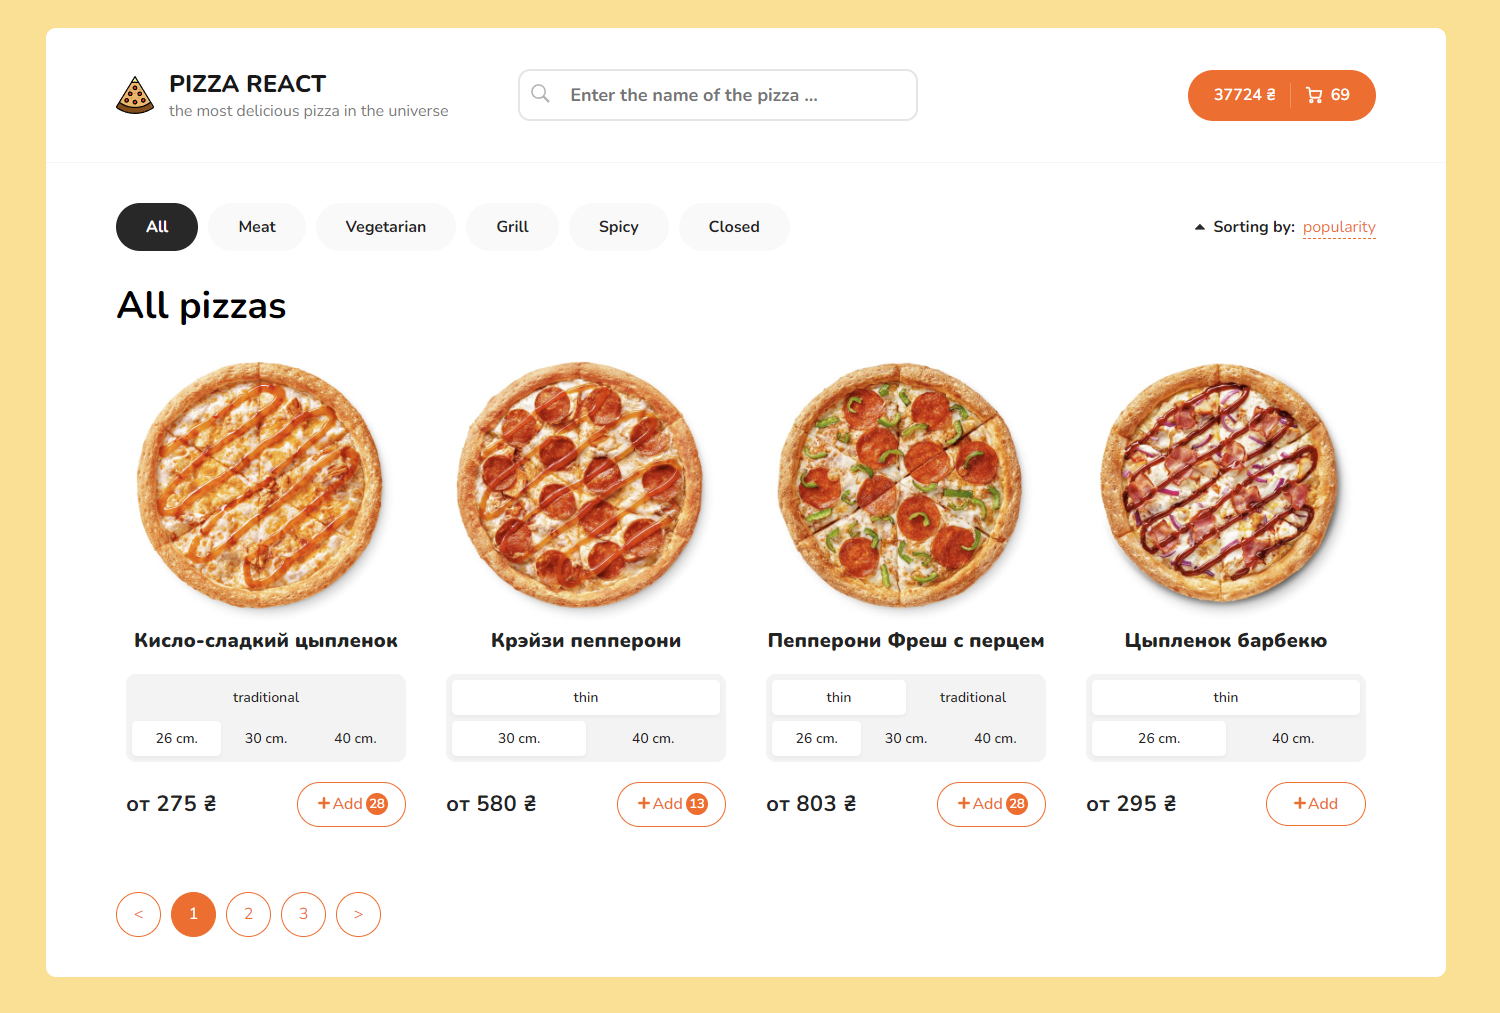 PIZZA REACT
the most delicious pizza in the universe
Enter the name of the pizza ...
37724 ₴ 69
All Meat Vegetarian Grill Spicy Closed
Sorting by: popularity
All pizzas
Кисло-сладкий цыпленок
traditional
26 cm. 30 cm. 40 cm.
от 275 ₴
+Add 28
Крэйзи пепперони
thin
30 cm. 40 cm.
от 580 ₴
+Add 13
Пепперони Фреш с перцем
thin traditional
26 cm. 30 cm. 40 cm.
от 803 ₴
+Add 28
Цыпленок барбекю
thin
26 cm. 40 cm.
от 295 ₴
+Add
< 1 2 3 >